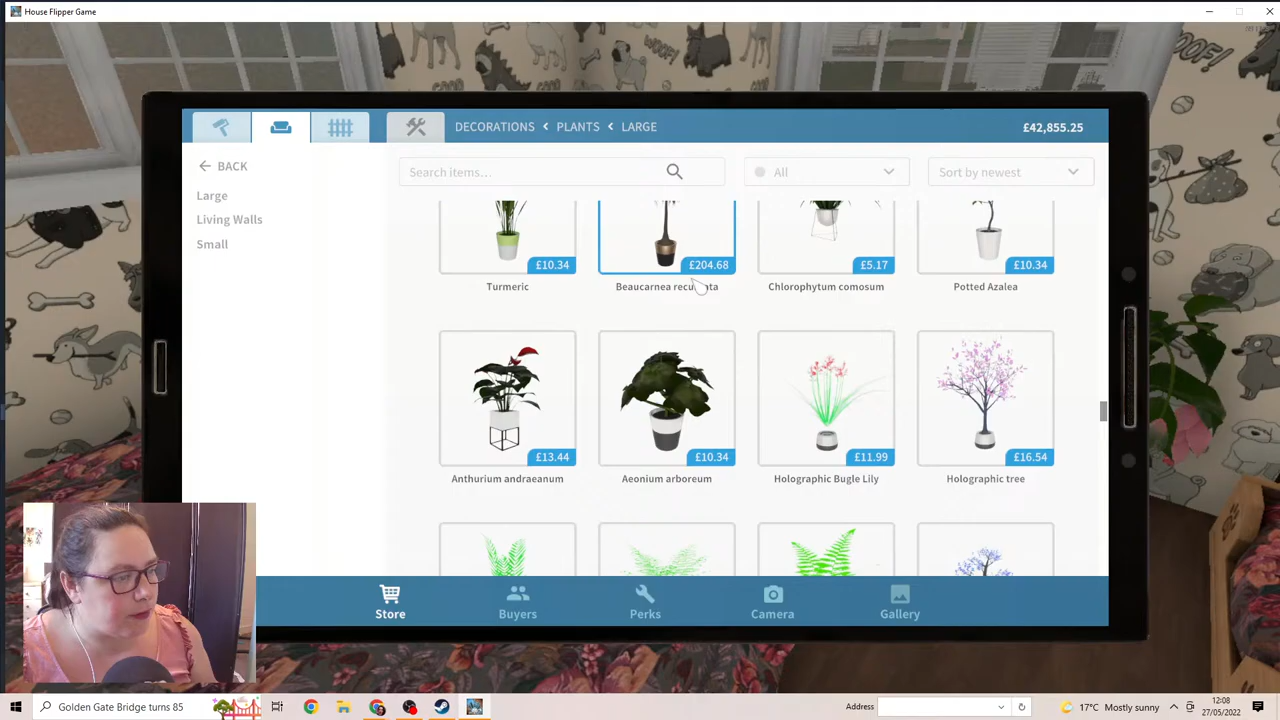 House Flipper Game
WOOF!
WOOF!
DECORATIONS < PLANTS < LARGE
£42,855.25
BACK
Large
Living Walls
Small
Search items...
All
Sort by newest
£10.34
£204.68
£5.17
£10.34
Turmeric
Chlorophytum comosum
Potted Azalea
£13.44
£10.34
£11.99
£16.54
Anthurium andraeanum
Aeonium arboreum
Holographic Bugle Lily
Holographic tree
Store
Buyers
Perks
Camera
Gallery
Golden Gate Bridge turns 85
Address
17°C Mostly sunny
12:08
27/05/2022